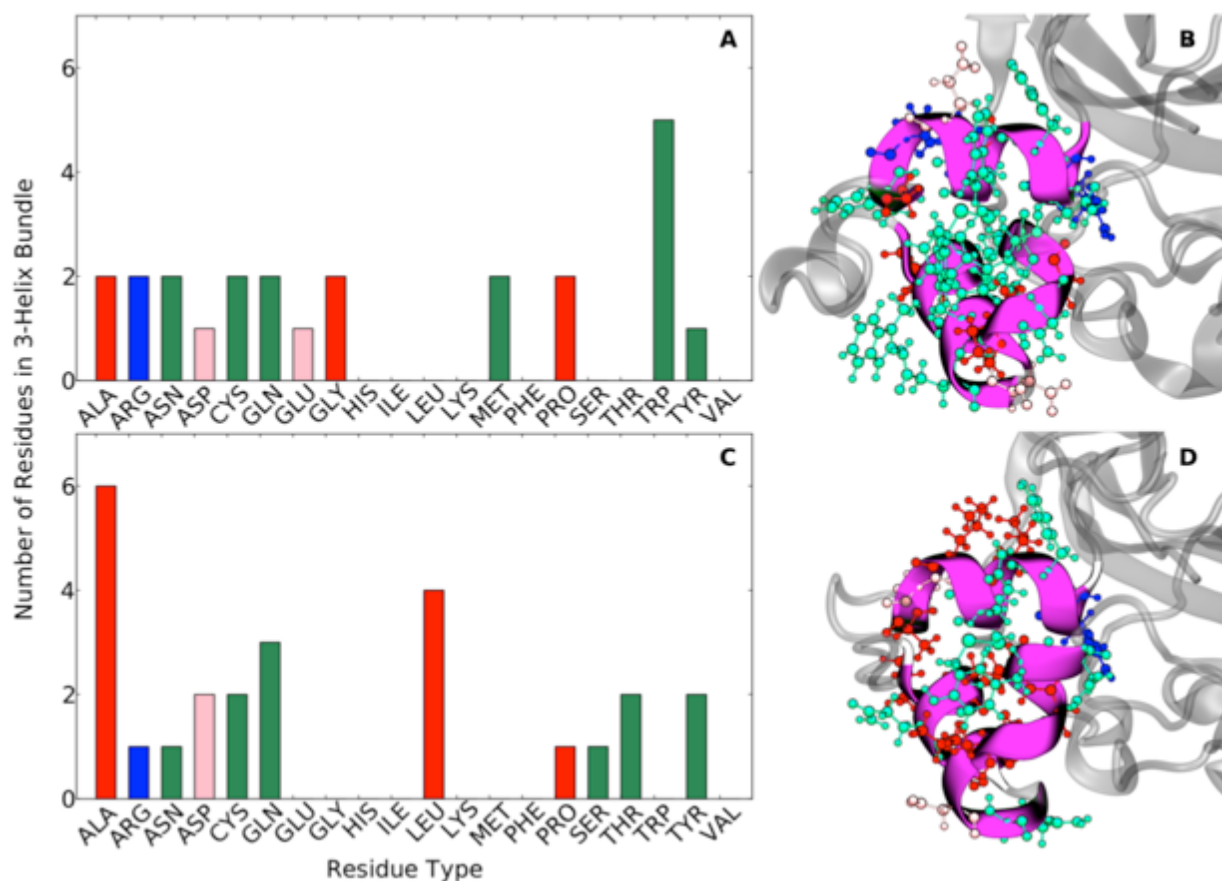 A
B
Number of Residues in 3-Helix Bundle
6
4
2
0
ALA ARG ASN ASP CYS GLN GLU GLY HIS ILE LEU LYS MET PHE PRO SER THR TRP TYR VAL
C
D
6
4
2
0
ALA ARG ASN ASP CYS GLN GLU GLY HIS ILE LEU LYS MET PHE PRO SER THR TRP TYR VAL
Residue Type